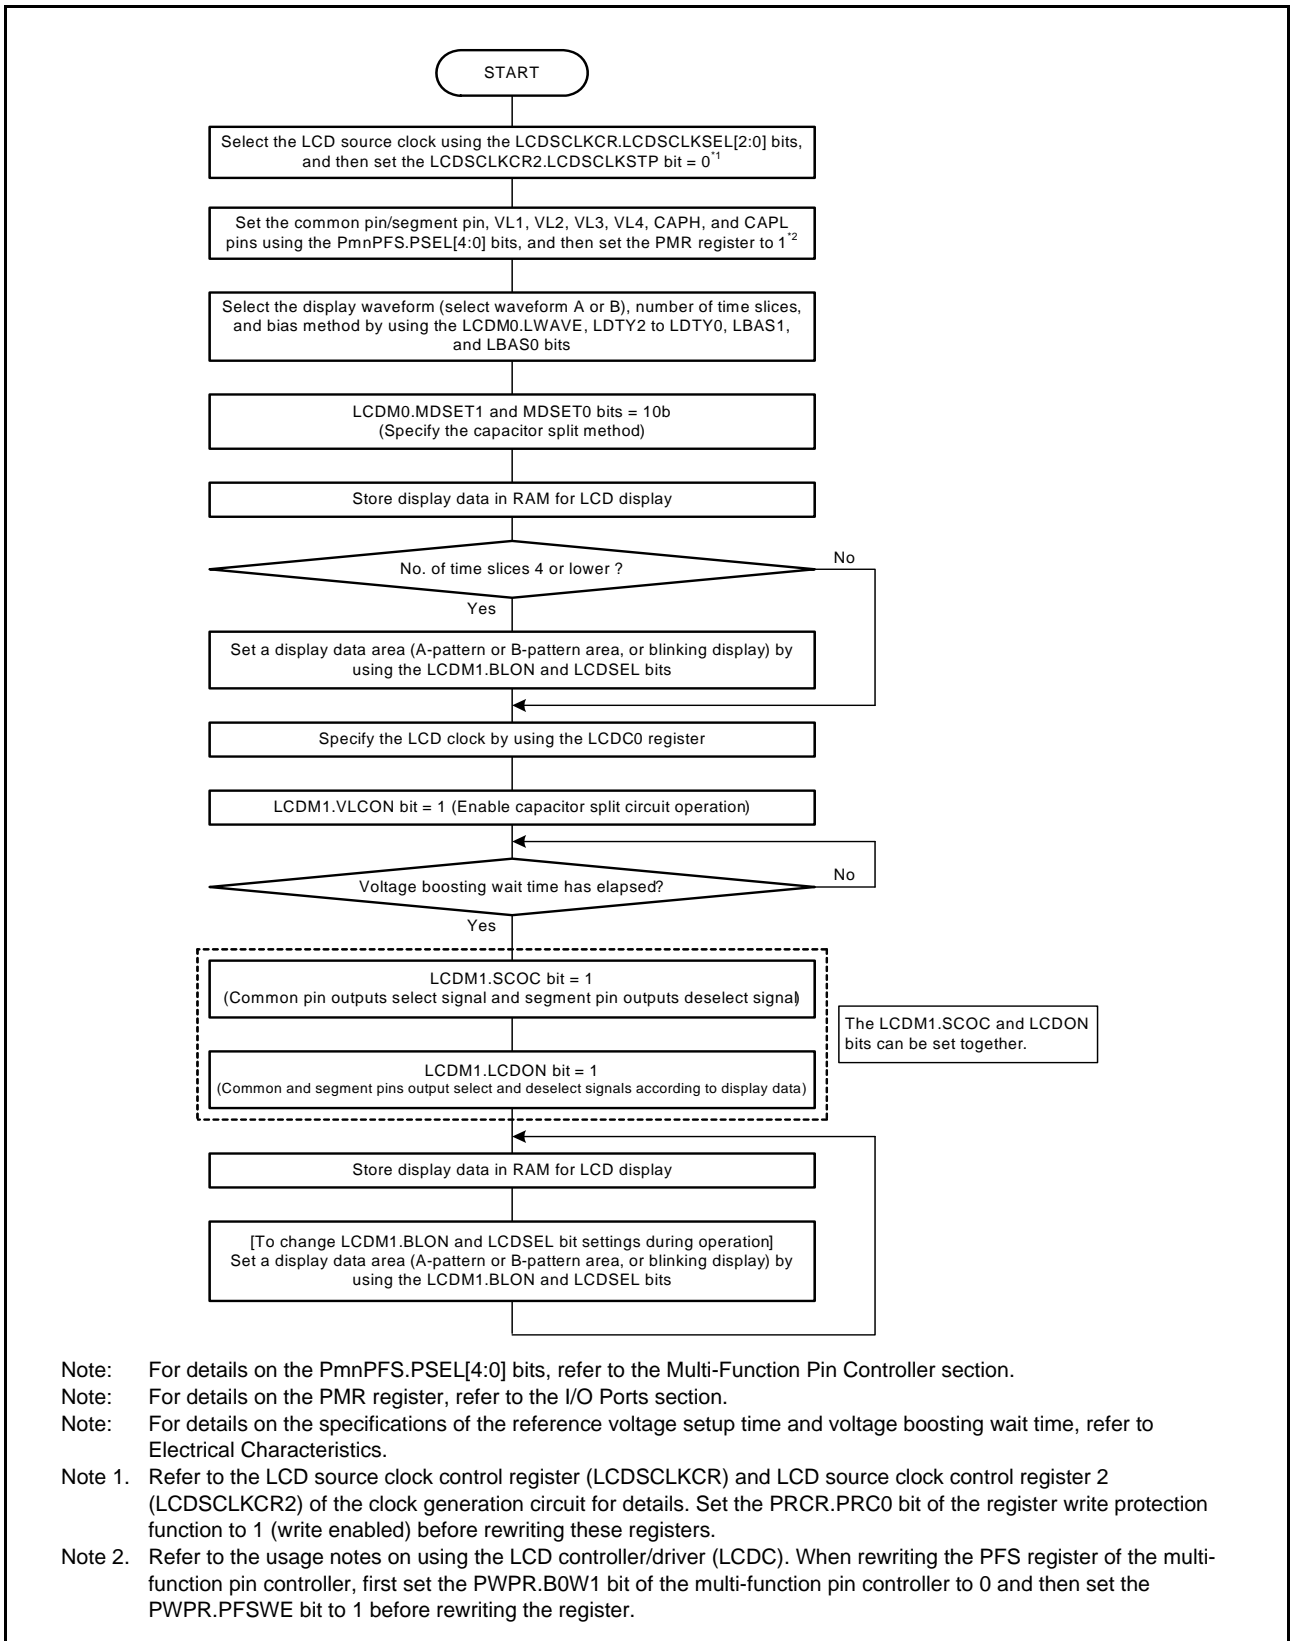 START
Select the LCD source clock using the LCDSCLKCR.LCDSCLKSEL[2:0] bits,
and then set the LCDSCLKCR2.LCDSCLKSTP bit = 0*1
Set the common pin/segment pin, VL1, VL2, VL3, VL4, CAPH, and CAPL
pins using the PmnPFS.PSEL[4:0] bits, and then set the PMR register to 1*2
Select the display waveform (select waveform A or B), number of time slices,
and bias method by using the LCDM0.LWAVE, LDTY2 to LDTY0, LBAS1,
and LBAS0 bits
LCDM0.MDSET1 and MDSET0 bits = 10b
(Specify the capacitor split method)
Store display data in RAM for LCD display
No. of time slices 4 or lower ?
No
Yes
Set a display data area (A-pattern or B-pattern area, or blinking display) by
using the LCDM1.BLON and LCDSEL bits
Specify the LCD clock by using the LCDC0 register
LCDM1.VLCON bit = 1 (Enable capacitor split circuit operation)
Voltage boosting wait time has elapsed?
No
Yes
LCDM1.SCOC bit = 1
(Common pin outputs select signal and segment pin outputs deselect signal)
The LCDM1.SCOC and LCDON
bits can be set together.
LCDM1.LCDON bit = 1
(Common and segment pins output select and deselect signals according to display data)
Store display data in RAM for LCD display
[To change LCDM1.BLON and LCDSEL bit settings during operation]
Set a display data area (A-pattern or B-pattern area, or blinking display) by
using the LCDM1.BLON and LCDSEL bits
Note: For details on the PmnPFS.PSEL[4:0] bits, refer to the Multi-Function Pin Controller section.
Note: For details on the PMR register, refer to the I/O Ports section.
Note: For details on the specifications of the reference voltage setup time and voltage boosting wait time, refer to
Electrical Characteristics.
Note 1. Refer to the LCD source clock control register (LCDSCLKCR) and LCD source clock control register 2
(LCDSCLKCR2) of the clock generation circuit for details. Set the PRCR.PRC0 bit of the register write protection
function to 1 (write enabled) before rewriting these registers.
Note 2. Refer to the usage notes on using the LCD controller/driver (LCDC). When rewriting the PFS register of the multi-
function pin controller, first set the PWPR.B0W1 bit of the multi-function pin controller to 0 and then set the
PWPR.PFSWE bit to 1 before rewriting the register.